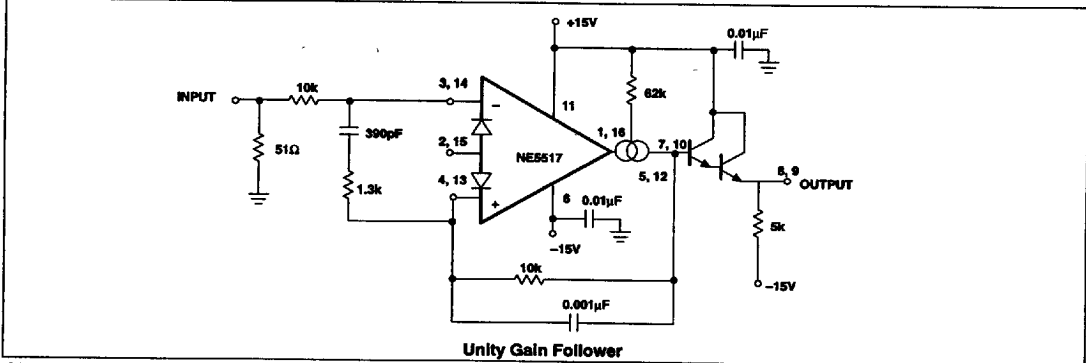 +15V
0.01μF
10k
3, 14
62k
INPUT
–
11
390pF
1, 16
7, 10
51Ω
2, 15
NE5517
8, 9
OUTPUT
4, 13
5, 12
1.3k
6
0.01μF
+
5k
–15V
10k
–15V
0.001μF
Unity Gain Follower